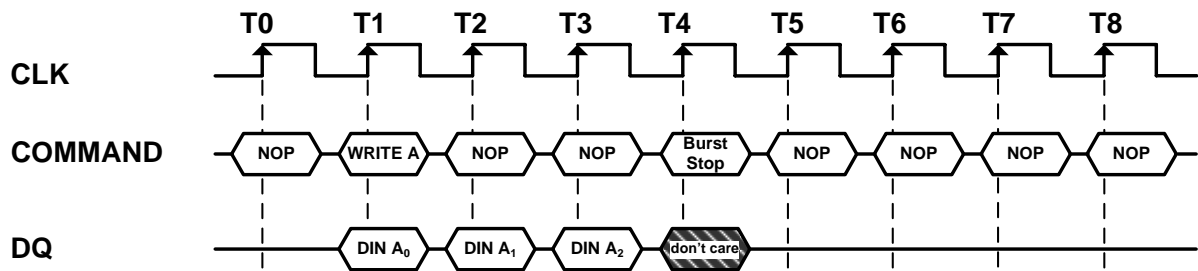 T0 T1 T2 T3 T4 T5 T6 T7 T8
CLK
COMMAND NOP WRITE A NOP NOP Burst Stop NOP NOP NOP NOP
DQ DIN A0 DIN A1 DIN A2 don't care